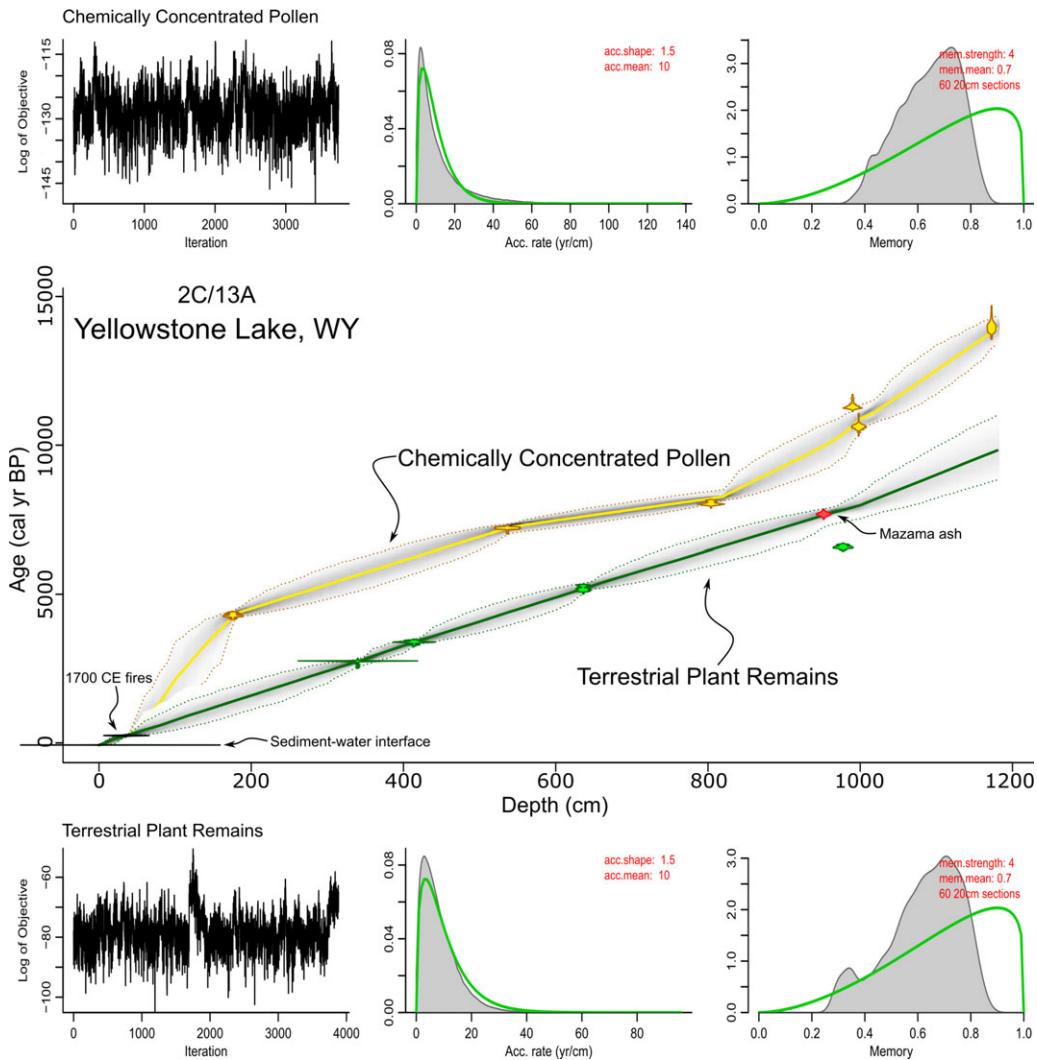 Chemically Concentrated Pollen
Log of Objective
−115
−130
−145
0
1000
2000
3000
Iteration
acc.shape: 1.5
acc.mean: 10
0.08
0.04
0.00
0 20 40 60 80 100 120 140
Acc. rate (yr/cm)
mem.strength: 4
mem.mean: 0.7
60 20cm sections
3.0
2.0
1.0
0.0
0.0 0.2 0.4 0.6 0.8 1.0
Memory
2C/13A
Yellowstone Lake, WY
Age (cal yr BP)
15000
10000
5000
0
Chemically Concentrated Pollen
Mazama ash
Terrestrial Plant Remains
1700 CE fires
Sediment-water interface
0 200 400 600 800 1000 1200
Depth (cm)
Terrestrial Plant Remains
Log of Objective
−60
−80
−100
0 1000 2000 3000 4000
Iteration
acc.shape: 1.5
acc.mean: 10
0.08
0.04
0.00
0 20 40 60 80
Acc. rate (yr/cm)
mem.strength: 4
mem.mean: 0.7
60 20cm sections
3.0
2.0
1.0
0.0
0.0 0.2 0.4 0.6 0.8 1.0
Memory